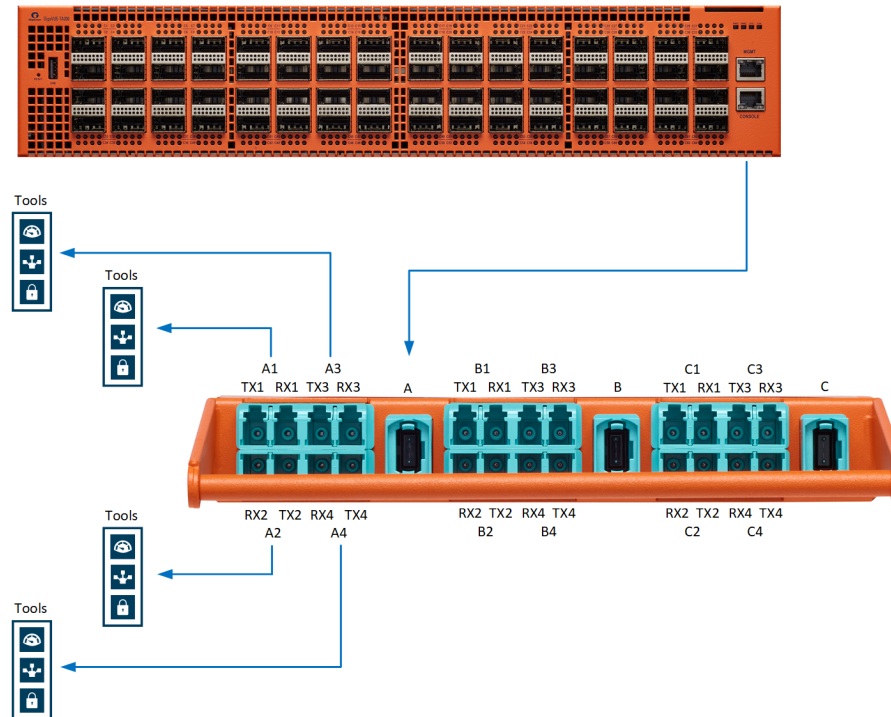 MGMT
CONSOLE
Tools
Tools
A1 A3 B1 B3 C1 C3
TX1 RX1 TX3 RX3 A TX1 RX1 TX3 RX3 B TX1 RX1 TX3 RX3 C
RX2 TX2 RX4 TX4 RX2 TX2 RX4 TX4 RX2 TX2 RX4 TX4
A2 A4 B2 B4 C2 C4
Tools
Tools